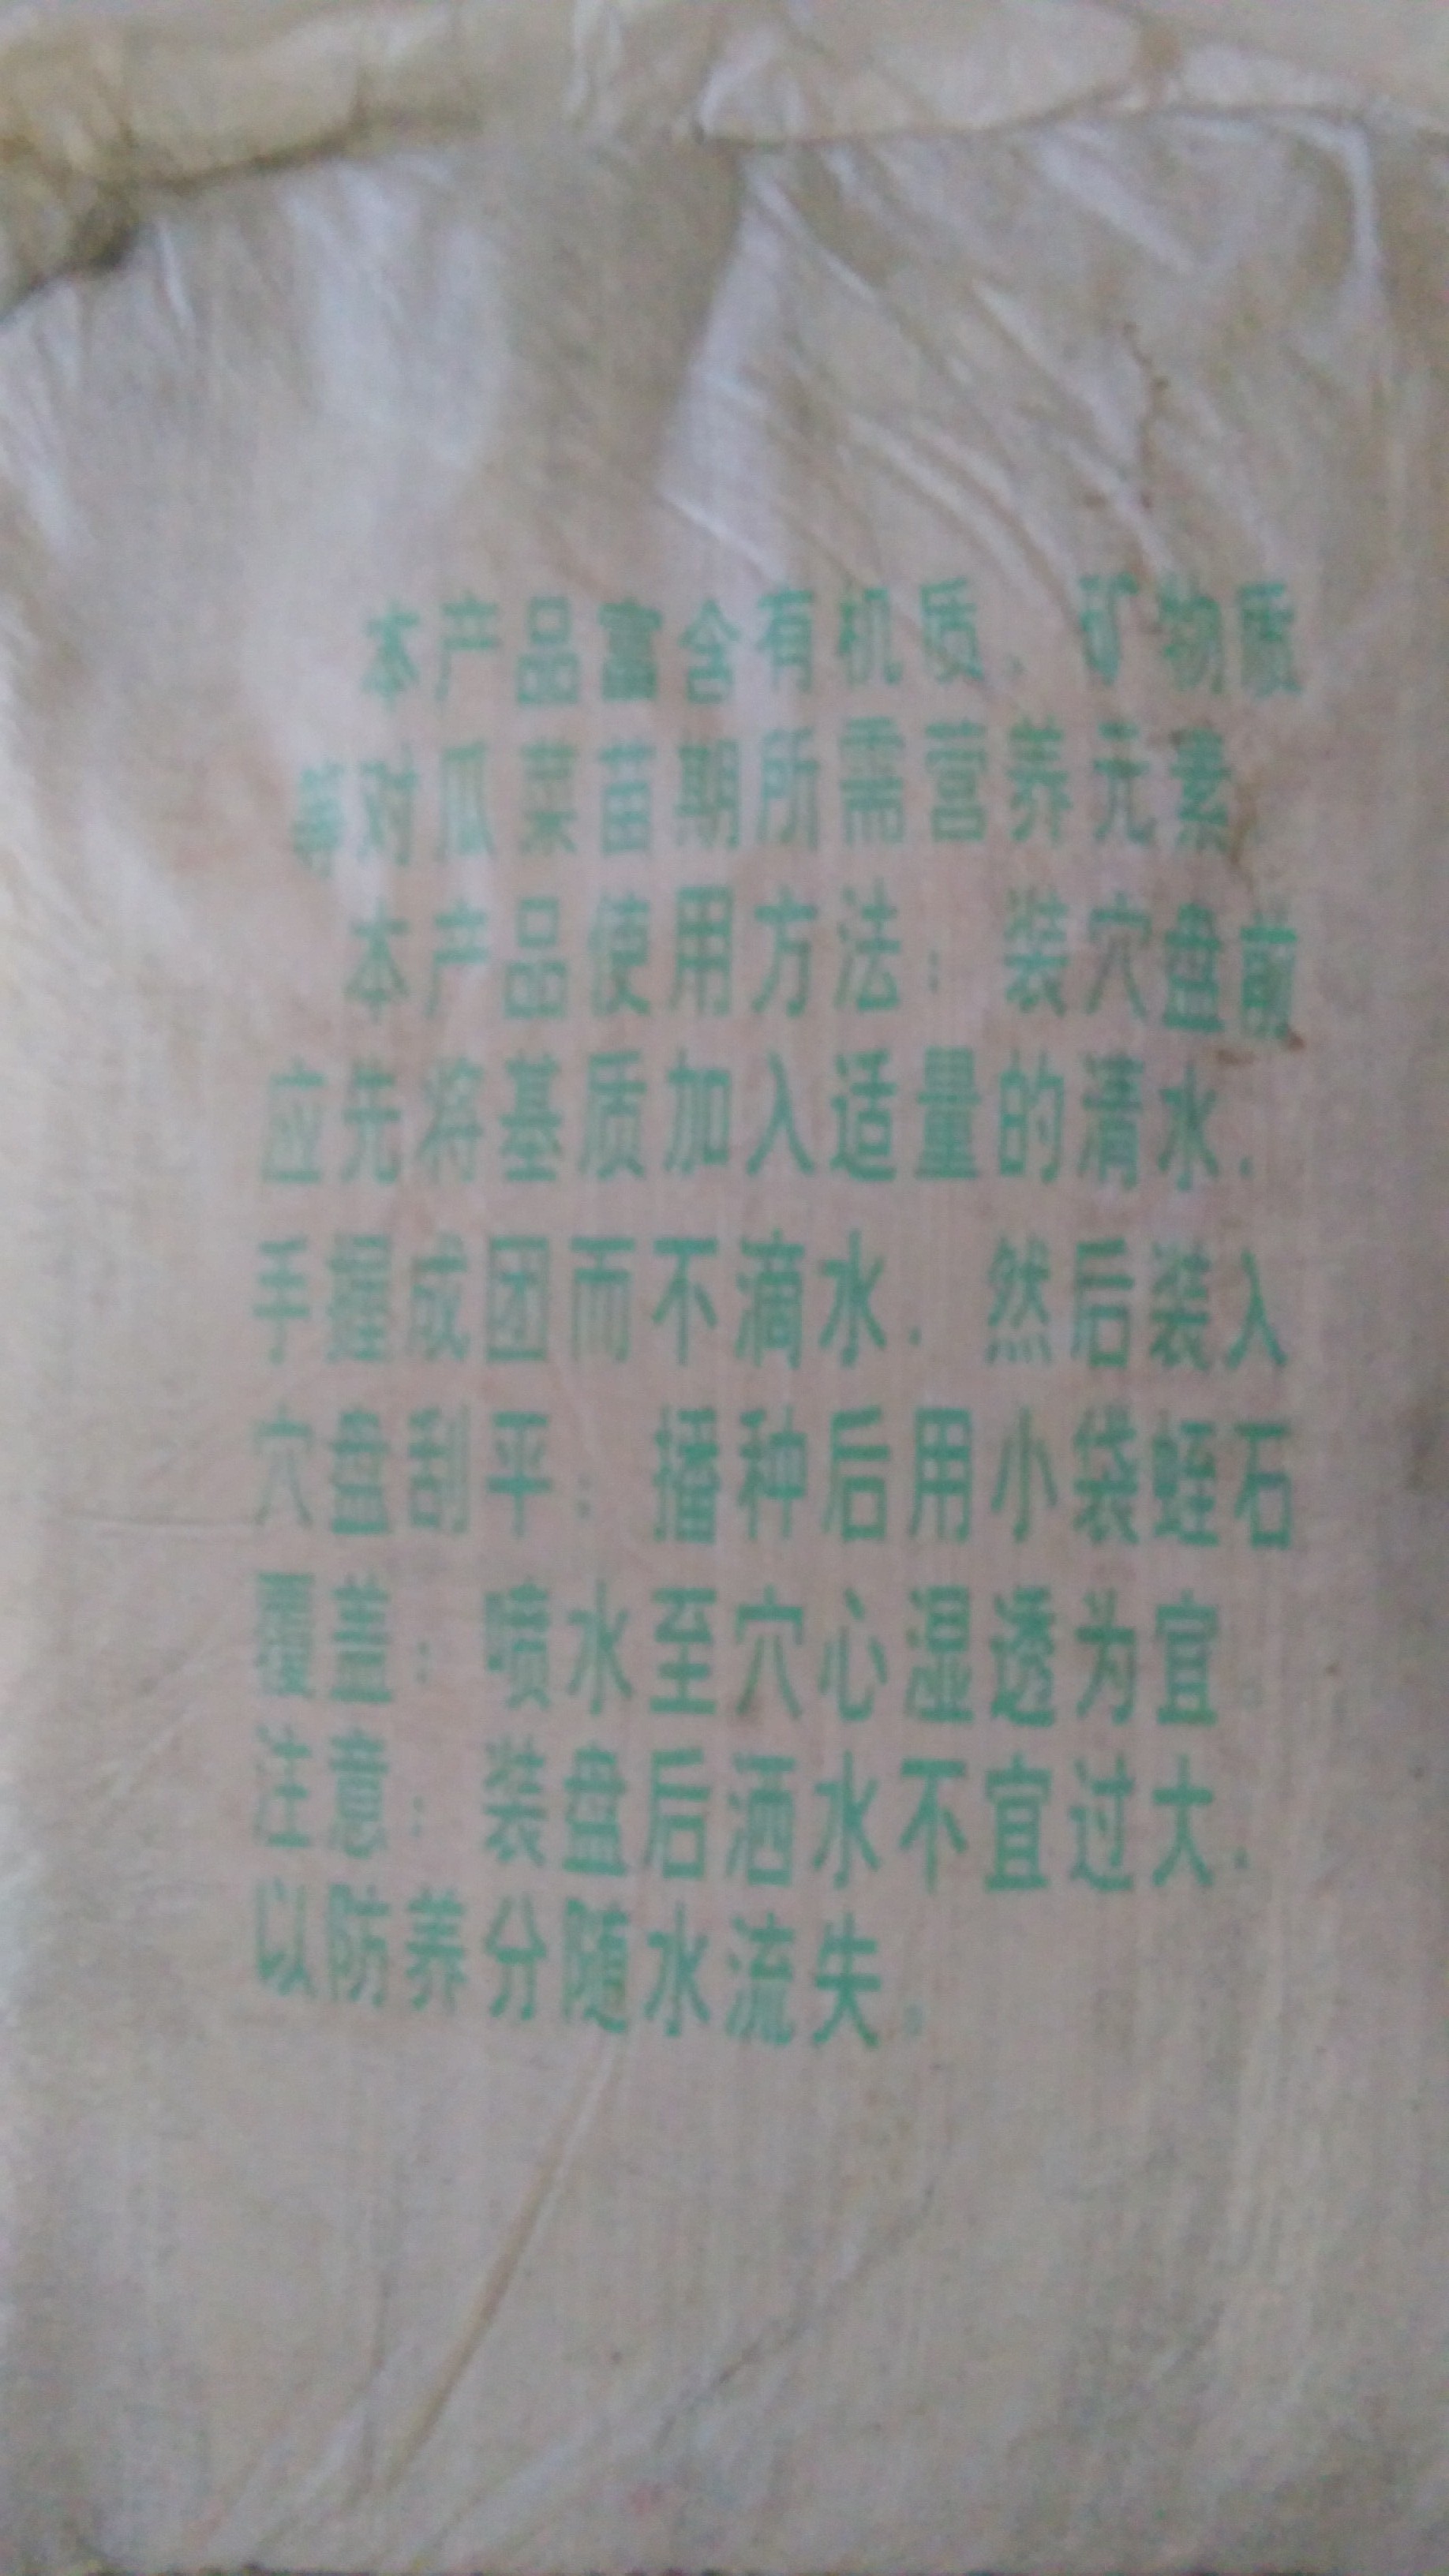 本产品富含有机质、矿物质
等对瓜菜苗期所需营养元素，
本产品使用方法：装穴盘前
应先将基质加入适量的清水，
手握成团而不滴水，然后装入
穴盘刮平；播种后用小袋蛭石
覆盖；喷水至穴心湿透为宜。
注意：装盘后洒水不宜过大，
以防养分随水流失。